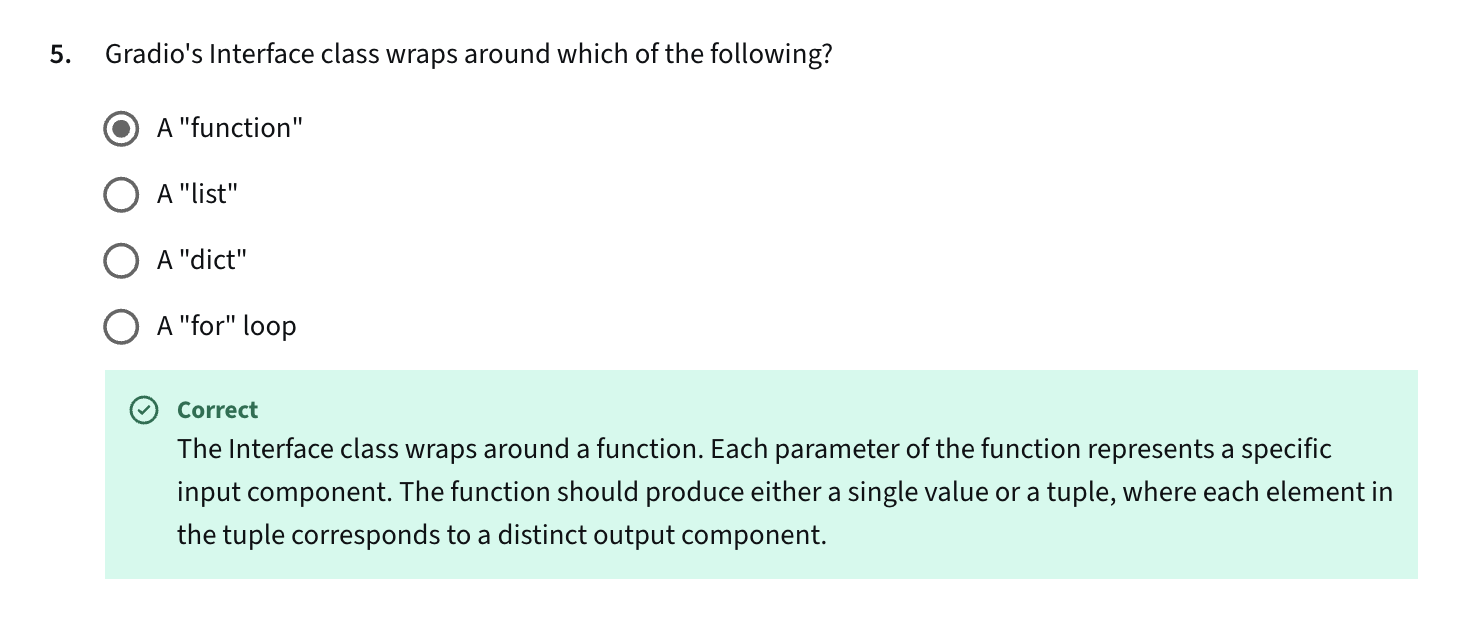 5. Gradio's Interface class wraps around which of the following?
A "function"
A "list"
A "dict"
A "for" loop
Correct
The Interface class wraps around a function. Each parameter of the function represents a specific
input component. The function should produce either a single value or a tuple, where each element in
the tuple corresponds to a distinct output component.